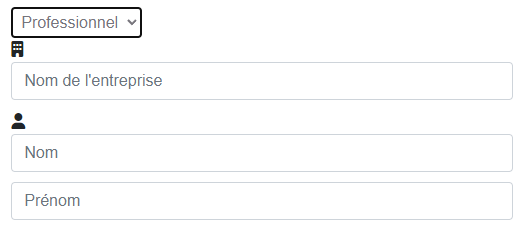 Professionnel
Nom de l'entreprise
Nom
Prénom